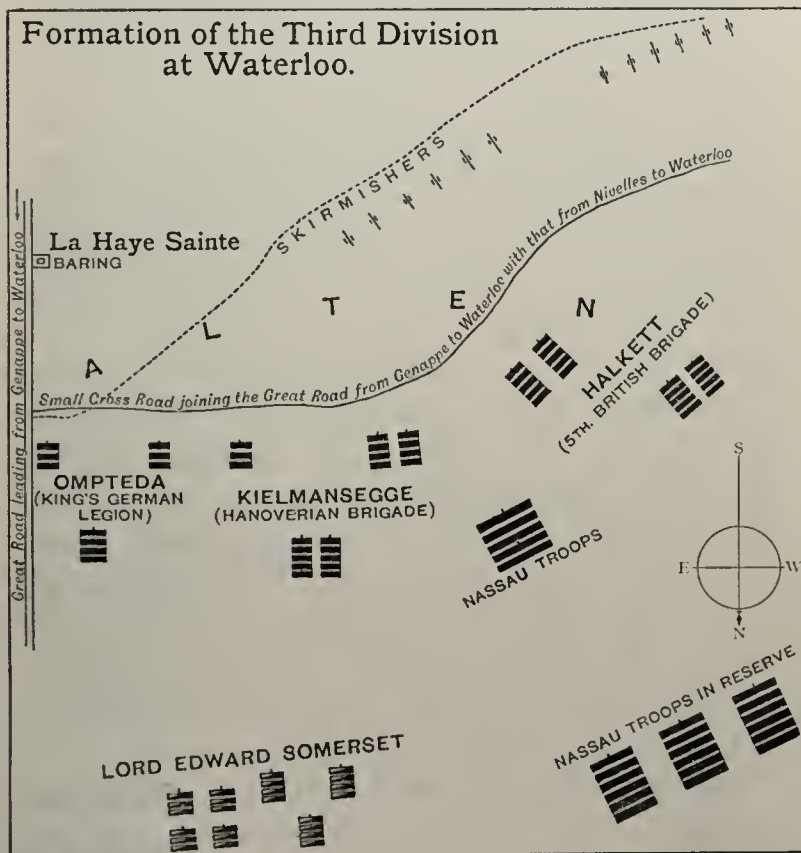 Formation of the Third Division
at Waterloo.
SKIRMISHERS
La Haye Sainte
BARING
Great Road leading from Genappe to Waterloo
A L T E N
Small Cross Road joining the Great Road from Genappe to Waterloo with that from Nivelles to Waterloo
HALKETT
(5TH. BRITISH BRIGADE)
OMPTEDA
(KING'S GERMAN
LEGION)
KIELMANSEGGE
(HANOVERIAN BRIGADE)
NASSAU TROOPS
S
E
W
N
NASSAU TROOPS IN RESERVE
LORD EDWARD SOMERSET